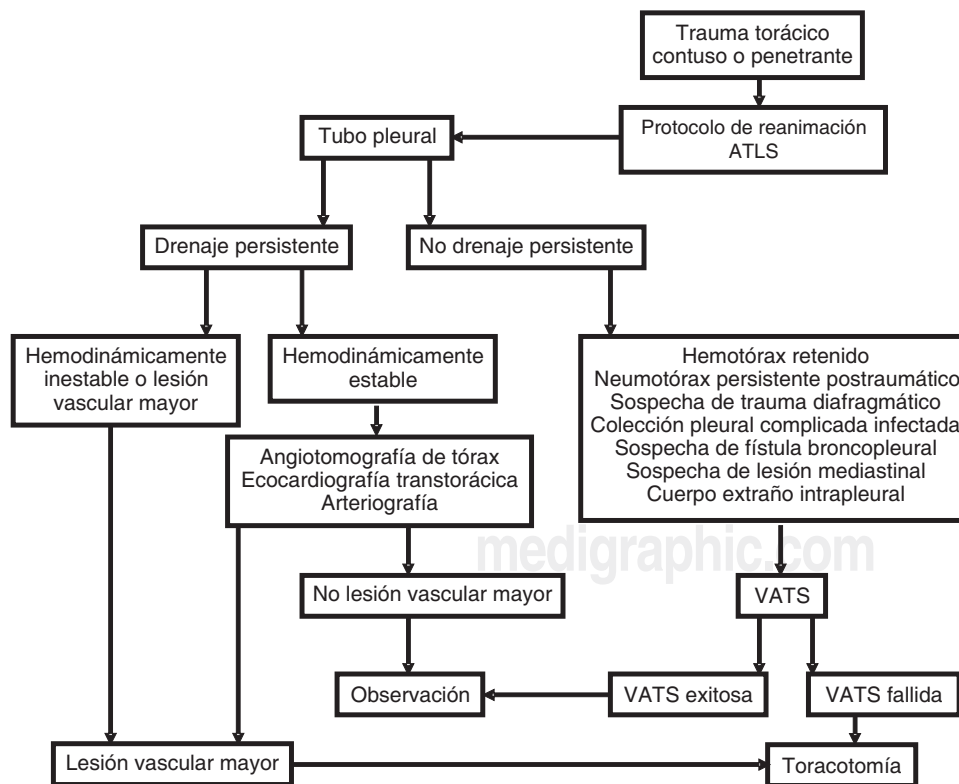 Trauma torácico
contuso o penetrante
Protocolo de reanimación
ATLS
Tubo pleural
Drenaje persistente
No drenaje persistente
Hemodinámicamente
inestable o lesión
vascular mayor
Hemodinámicamente
estable
Hemotórax retenido
Neumotórax persistente postraumático
Sospecha de trauma diafragmático
Colección pleural complicada infectada
Sospecha de fístula broncopleural
Sospecha de lesión mediastinal
Cuerpo extraño intrapleural
Angiotomografía de tórax
Ecocardiografía transtorácica
Arteriografía
medigraphic.com
No lesión vascular mayor
VATS
Observación
VATS exitosa
VATS fallida
Lesión vascular mayor
Toracotomía